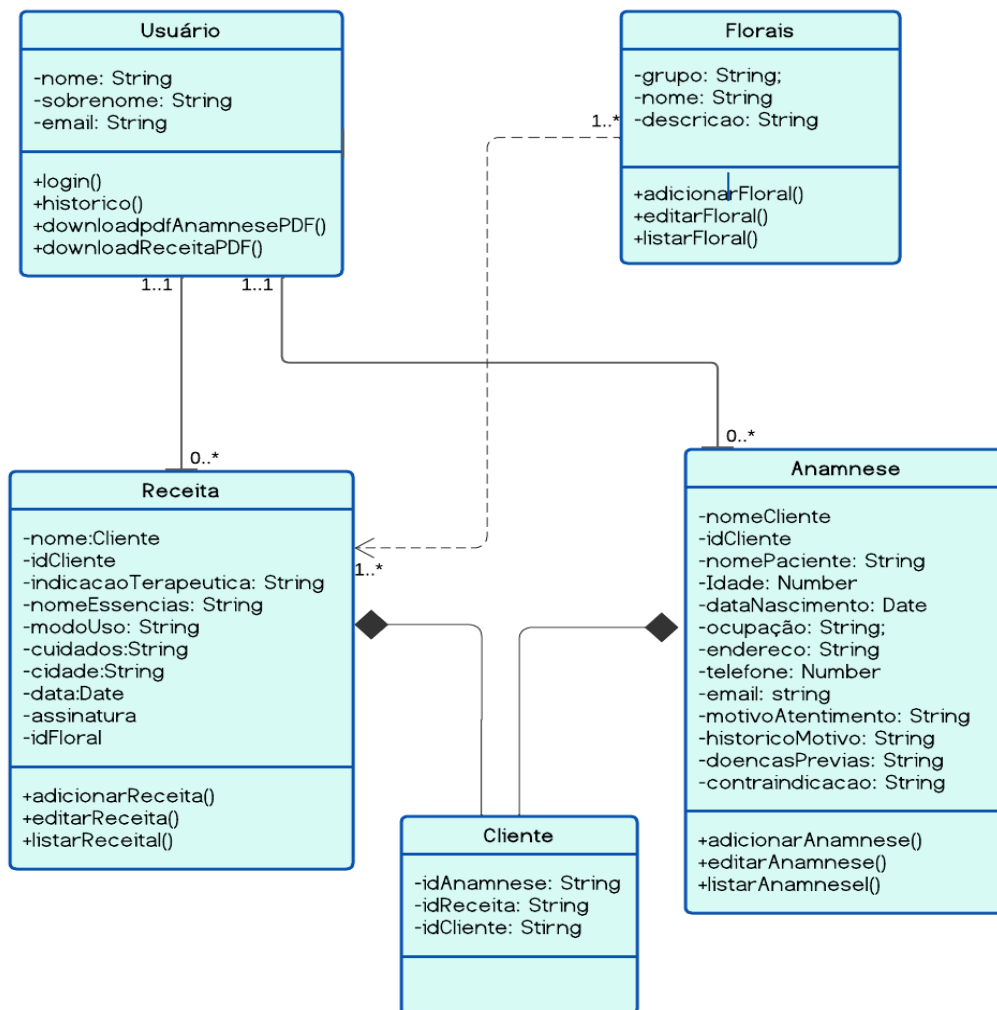 Usuário
-nome: String
-sobrenome: String
-email: String
+login()
+historico()
+downloadpdfAnamnesePDF()
+downloadReceitaPDF()
1..1
1..1
Florais
-grupo: String;
-nome: String
-descricao: String
1..*
+adicionarFloral()
+editarFloral()
+listarFloral()
0..*
0..*
Receita
-nome:Cliente
-idCliente
-indicacaoTerapeutica: String
-nomeEssencias: String
-modoUso: String
-cuidados:String
-cidade:String
-data:Date
-assinatura
-idFloral
+adicionarReceita()
+editarReceita()
+listarReceital()
1..*
Anamnese
-nomeCliente
-idCliente
-nomePaciente: String
-Idade: Number
-dataNascimento: Date
-ocupação: String;
-endereco: String
-telefone: Number
-email: string
-motivoAtentimento: String
-historicoMotivo: String
-doencasPrevias: String
-contraindicacao: String
+adicionarAnamnese()
+editarAnamnese()
+listarAnamnesel()
Cliente
-idAnamnese: String
-idReceita: String
-idCliente: Stirng